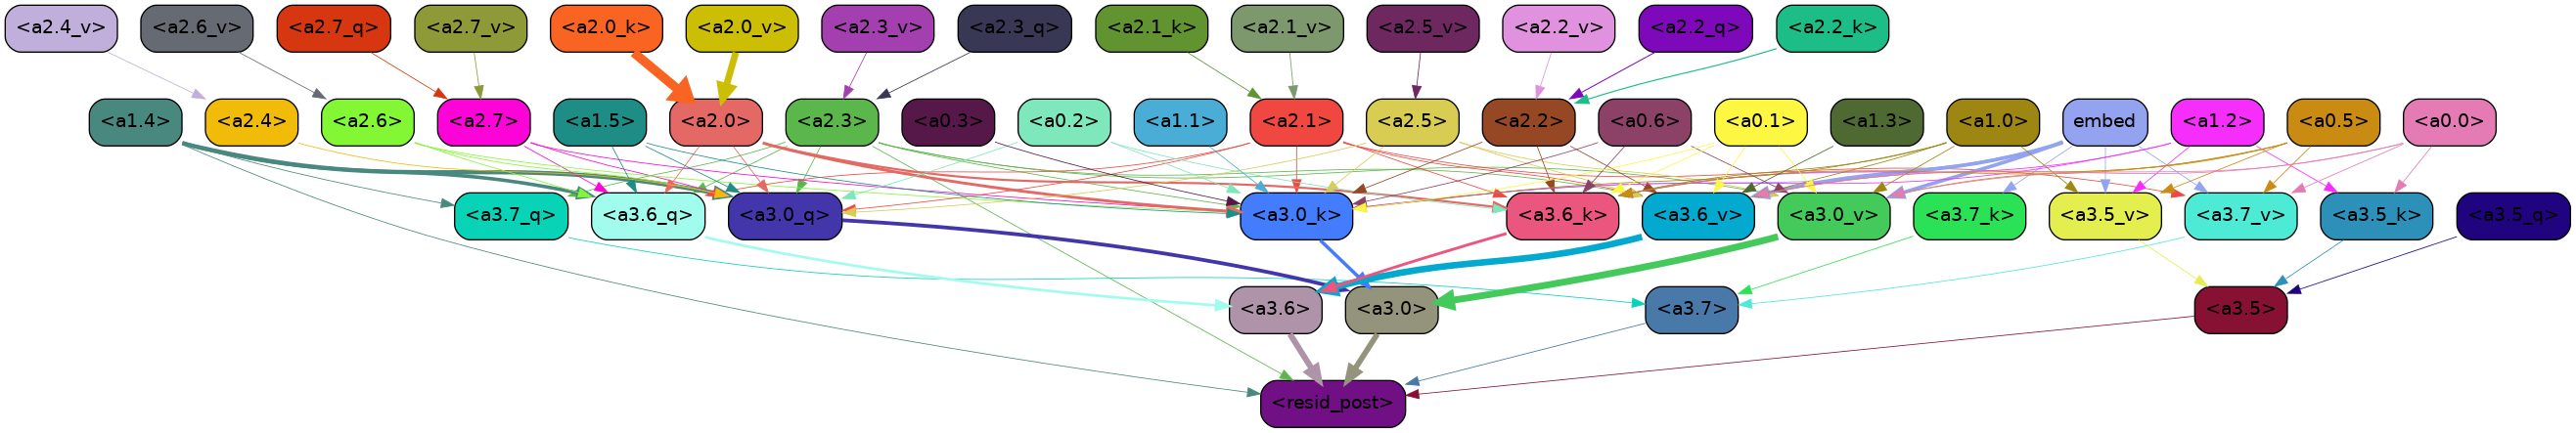 <a2.4_v> <a2.6_v> <a2.7_q> <a2.7_v> <a2.0_k> <a2.0_v> <a2.3_v> <a2.3_q> <a2.1_k> <a2.1_v> <a2.5_v> <a2.2_v> <a2.2_q> <a2.2_k>
<a1.4> <a2.4> <a2.6> <a2.7> <a1.5> <a2.0> <a2.3> <a0.3> <a0.2> <a1.1> <a2.1> <a2.5> <a2.2> <a0.6> <a0.1> <a1.3> <a1.0> embed <a1.2> <a0.5> <a0.0>
<a3.7_q> <a3.6_q> <a3.0_q> <a3.0_k> <a3.6_k> <a3.6_v> <a3.0_v> <a3.7_k> <a3.5_v> <a3.7_v> <a3.5_k> <a3.5_q>
<a3.6> <a3.0> <a3.7> <a3.5>
<resid_post>